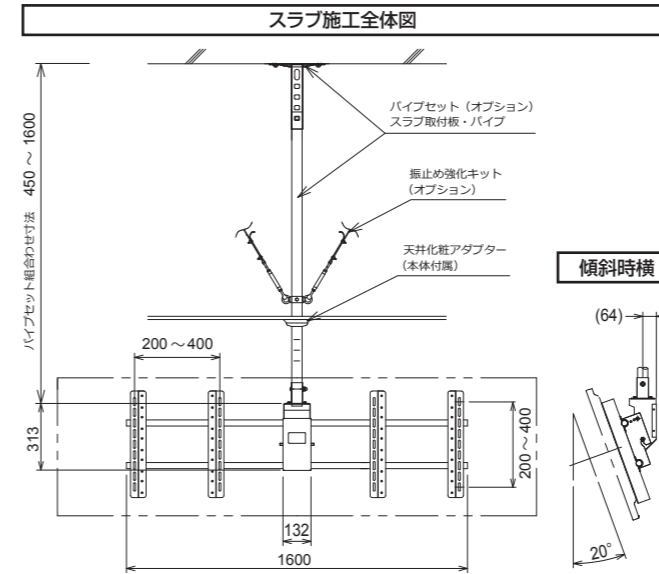 スラブ施工全体図
パイプセット（オプション）
スラブ取付板・パイプ
振止め強化キット
（オプション）
天井化粧アダプター
（本体付属）
パイプセット組合わせ寸法 450 ～ 1600
200 ～ 400
313
200 ～ 400
132
1600
傾斜時横
(64)
20°